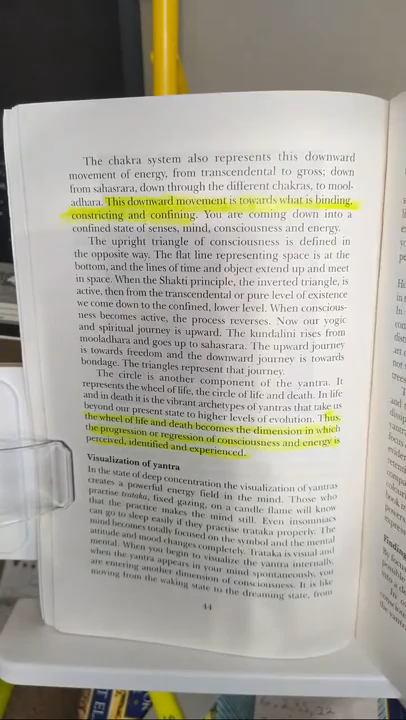 The chakra system also represents this downward
movement of energy, from transcendental to gross; down
from sahasrara, down through the different chakras, to mool-
adhara. This downward movement is towards what is binding,
constricting and confining. You are coming down into a
confined state of senses, mind, consciousness and energy.
The upright triangle of consciousness is defined in
the opposite way. The flat line representing space is at the
bottom, and the lines of time and object extend up and meet
in space. When the Shakti principle, the inverted triangle, is
active, then from the transcendental or pure level of existence
we come down to the confined, lower level. When conscious-
ness becomes active, the process reverses. Now our yogic
and spiritual journey is upward. The kundalini rises from
mooladhara and goes up to sahasrara. The upward journey
is towards freedom and the downward journey is towards
bondage. The triangles represent that journey.
The circle is another component of the yantra. It
represents the wheel of life, the circle of life and death. In life
and in death it is the vibrant archetypes of yantras that take us
beyond our present state to higher levels of evolution. Thus,
the wheel of life and death becomes the dimension in which
the progression or regression of consciousness and energy is
perceived, identified and experienced.
Visualization of yantra
In the state of deep concentration the visualization of yantras
creates a powerful energy field in the mind. Those who
practise trataka, fixed gazing, on a candle flame will know
that the practice makes the mind still. Even insomniacs
can go to sleep easily if they practise trataka properly. The
mind becomes totally focused on the symbol and the mental
attitude and mood changes completely. Trataka is visual and
mental. When you begin to visualize the yantra internally,
when the yantra appears in your mind spontaneously, you
are entering another dimension of consciousness. It is like
moving from the waking state to the dreaming state, from
44
Finding